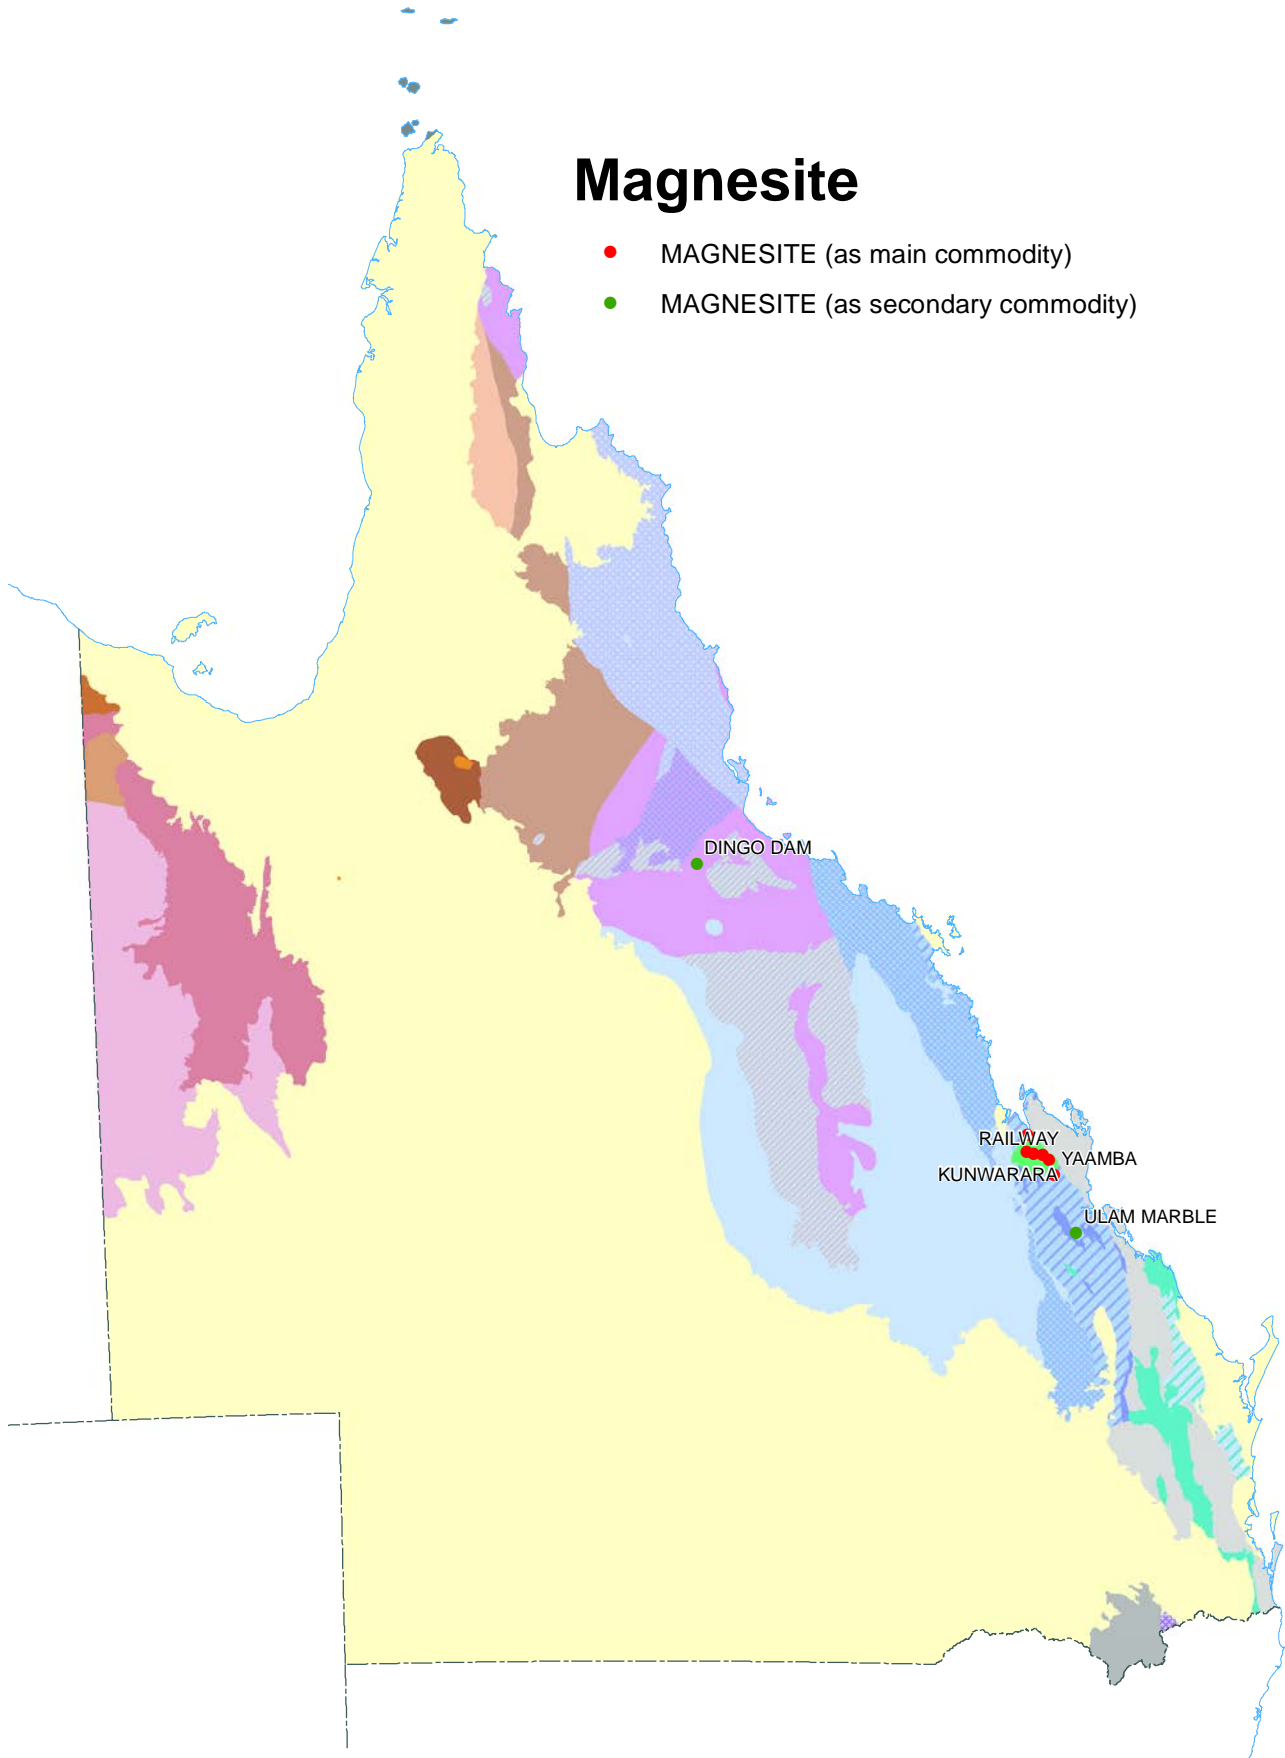 Magnesite
MAGNESITE (as main commodity)
MAGNESITE (as secondary commodity)
DINGO DAM
RAILWAY
YAAMBA
KUNWARARA
ULAM MARBLE